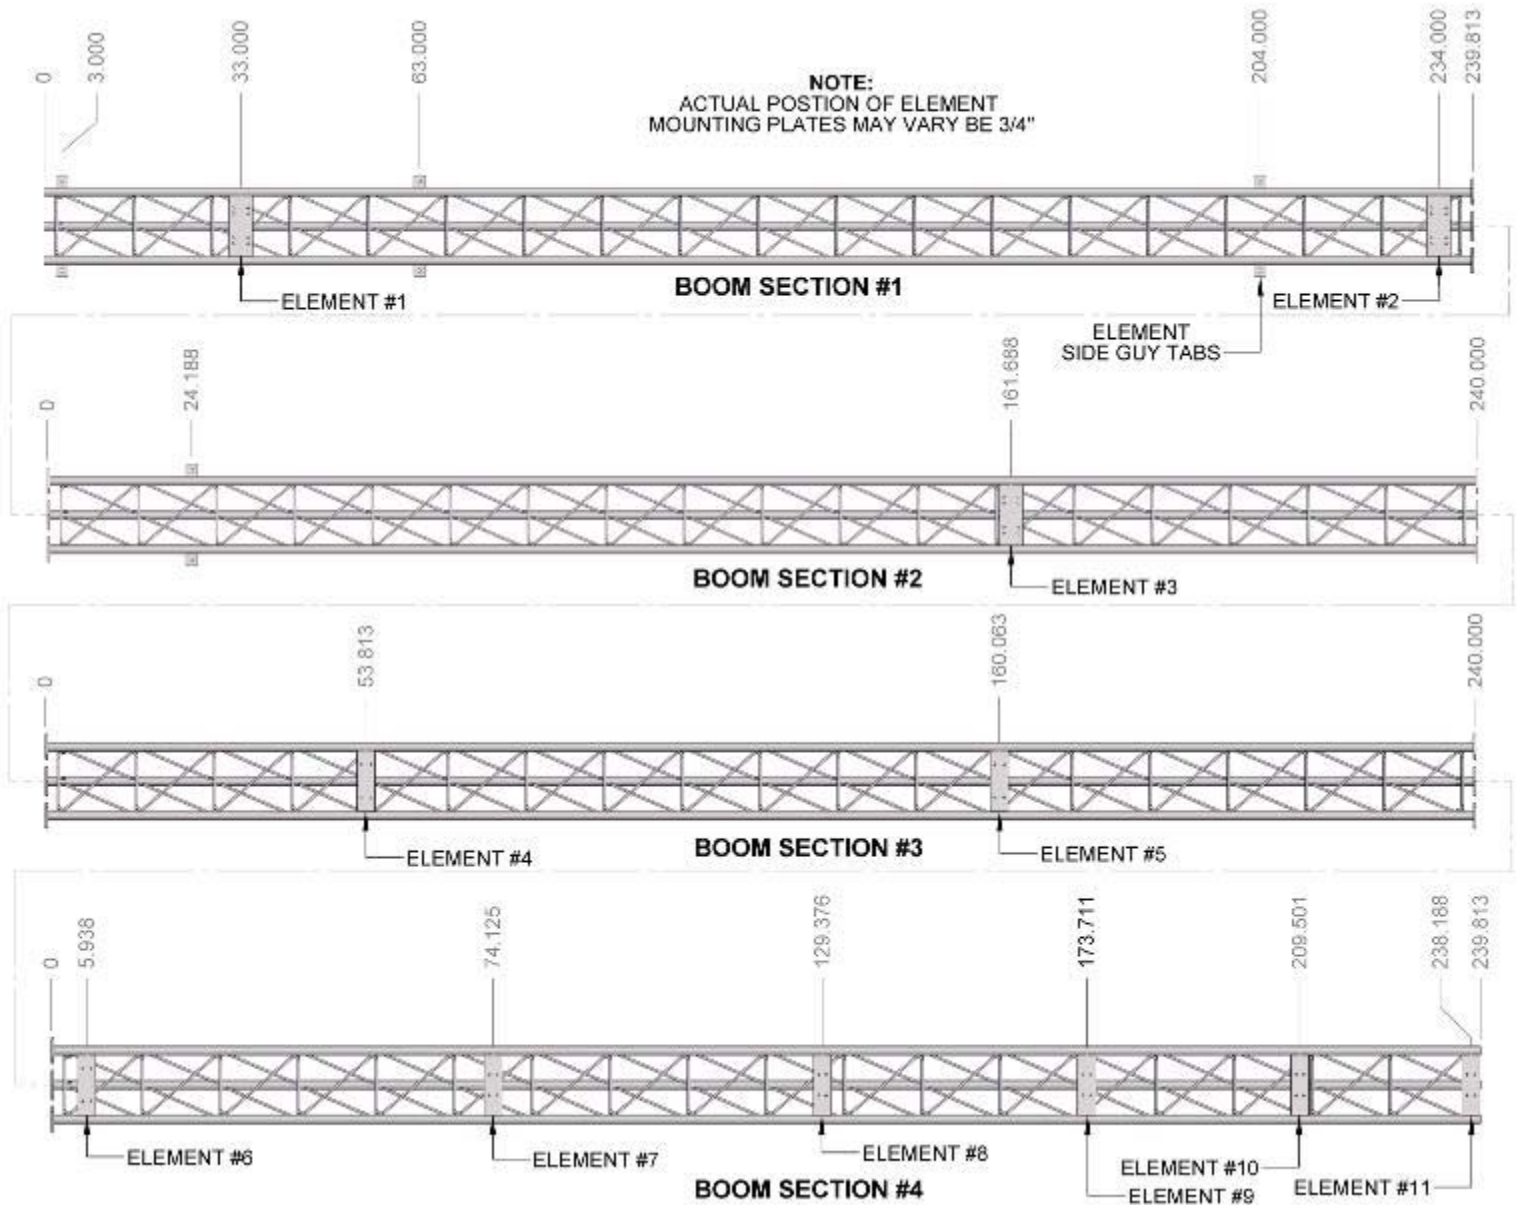 0
3.000
33.000
63.000
204.000
234.000
239.813
NOTE:
ACTUAL POSTION OF ELEMENT
MOUNTING PLATES MAY VARY BE 3/4"
ELEMENT #1
BOOM SECTION #1
ELEMENT #2
ELEMENT
SIDE GUY TABS
0
24.188
161.688
240.000
BOOM SECTION #2
ELEMENT #3
0
53.813
160.063
240.000
ELEMENT #4
BOOM SECTION #3
ELEMENT #5
0
5.938
74.125
129.376
173.711
209.501
238.188
239.813
ELEMENT #6
ELEMENT #7
ELEMENT #8
ELEMENT #10
ELEMENT #9
ELEMENT #11
BOOM SECTION #4